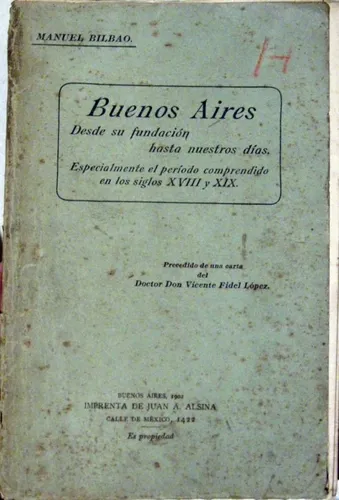 MANUEL BILBAO.
H
Buenos Aires
Desde su fundación
hasta nuestros días.
Especialmente el período comprendido
en los siglos XVIII y XIX.
Precedido de una carta
del
Doctor Don Vicente Fidel López.
BUENOS AIRES, 1902
IMPRENTA DE JUAN A. ALSINA
CALLE DE MÉXICO, 1422
Es propiedad